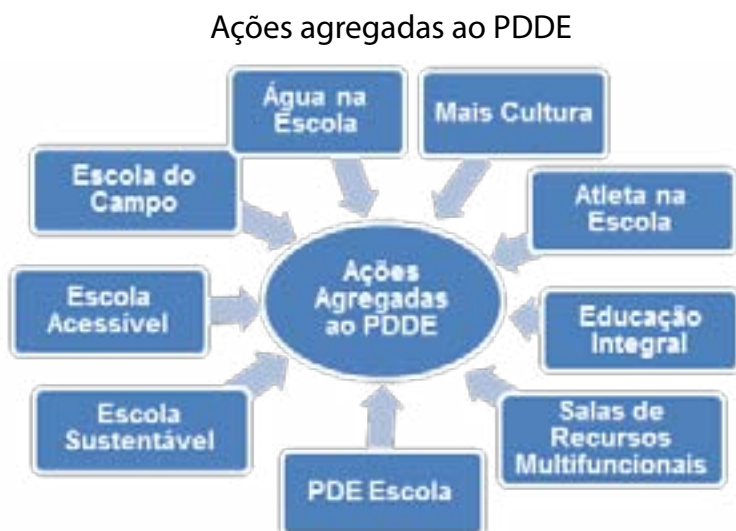 Ações agregadas ao PDDE
Água na
Escola
Mais Cultura
Escola do
Campo
Atleta na
Escola
Ações
Agregadas
ao PDDE
Escola
Acessível
Educação
Integral
Escola
Sustentável
Salas de
Recursos
Multifuncionais
PDE Escola